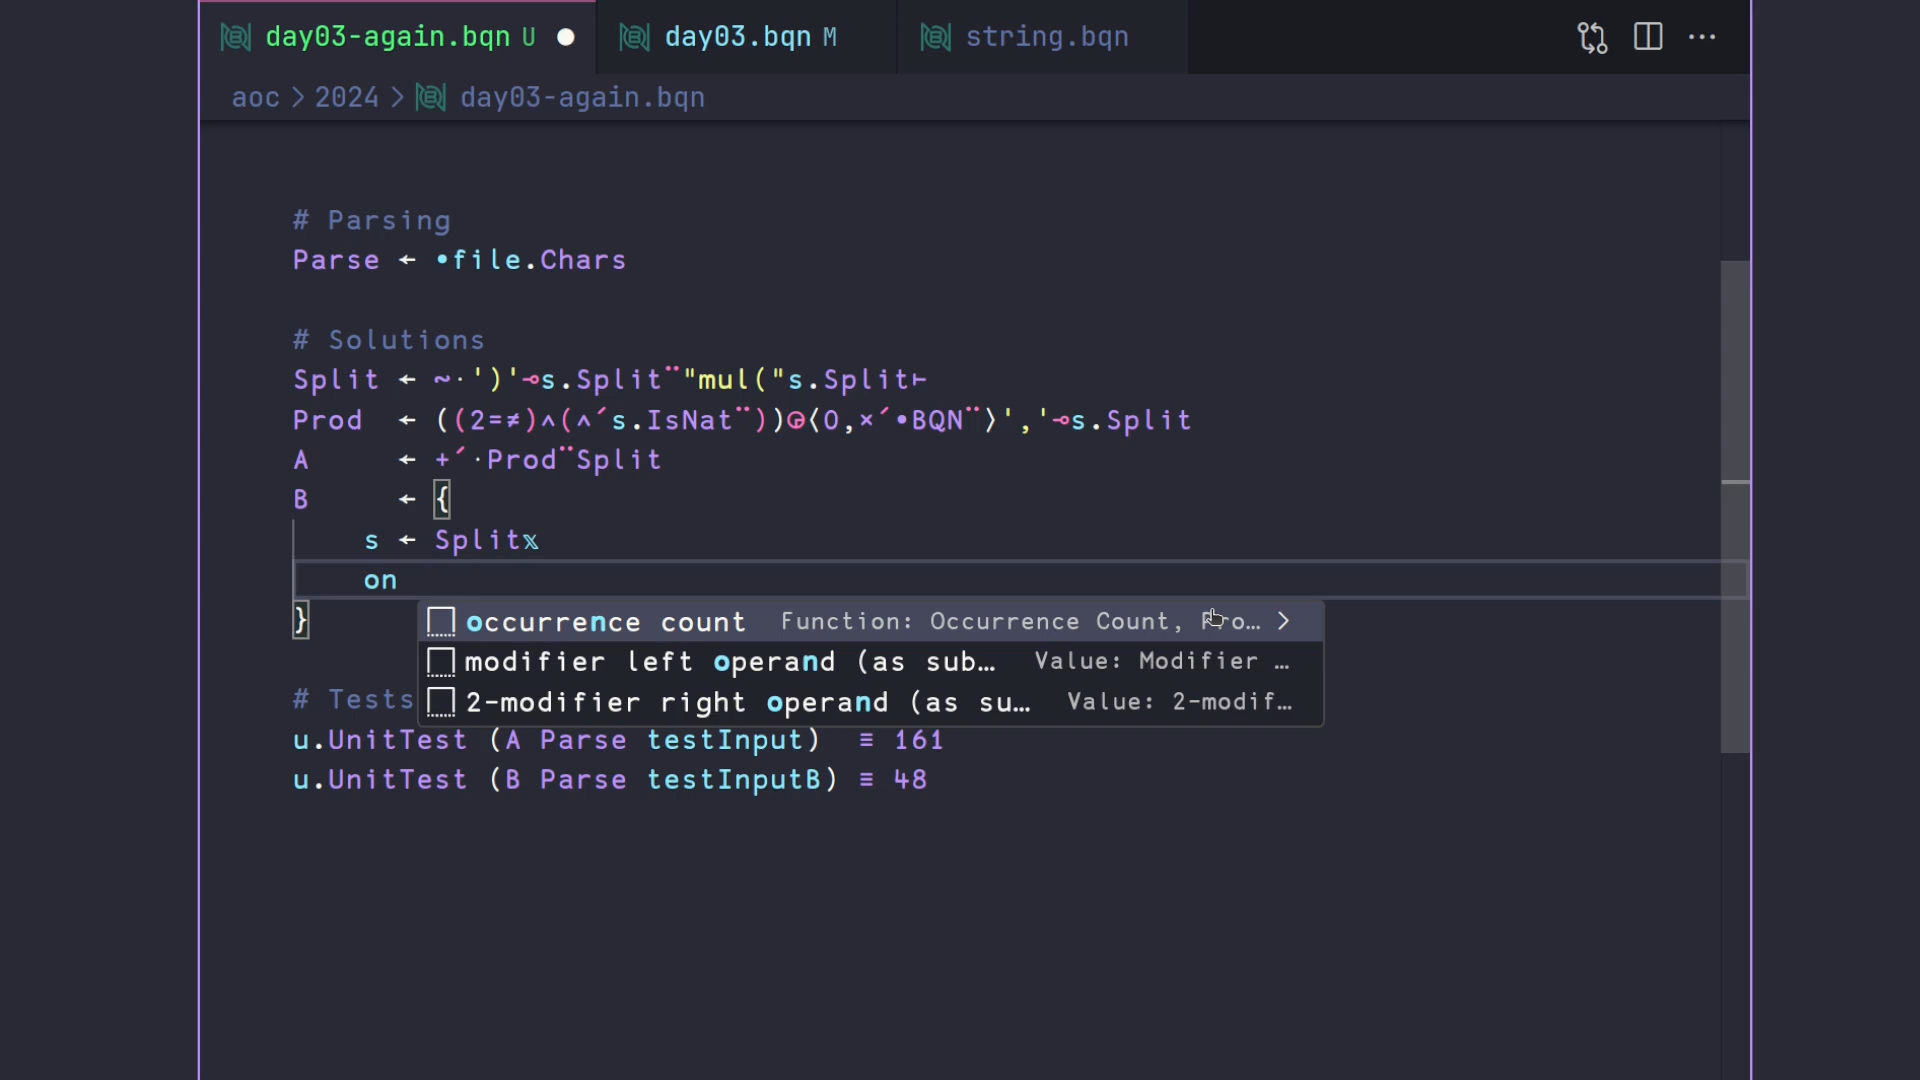 day03-again.bqn U ● day03.bqn M string.bqn ···
aoc > 2024 > day03-again.bqn
# Parsing
Parse ← •file.Chars
# Solutions
Split ← ~·')'⊸s.Split¨"mul("s.Split⊢
Prod ← ((2=≠)∧(∧´s.IsNat¨))◶⟨0,×´•BQN¨⟩','⊸s.Split
A ← +´·Prod¨Split
B ← {
s ← Split𝕩
on
occurrence count Function: Occurrence Count, Pro… >
}
modifier left operand (as sub… Value: Modifier …
2-modifier right operand (as su… Value: 2-modif…
# Tests
u.UnitTest (A Parse testInput) ≡ 161
u.UnitTest (B Parse testInputB) ≡ 48